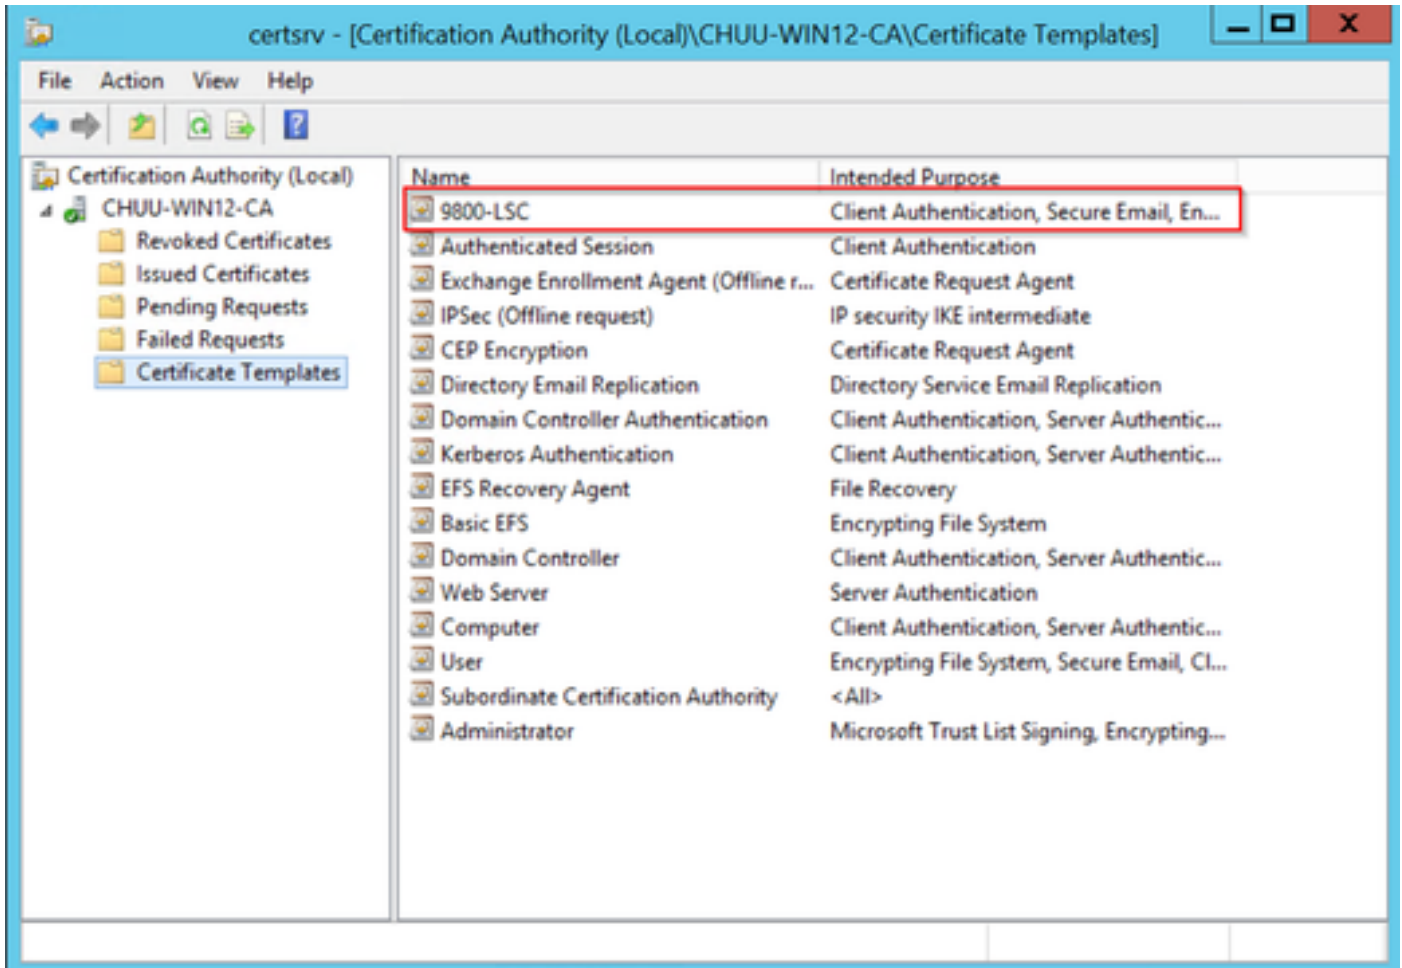 certsrv - [Certification Authority (Local)\CHUU-WIN12-CA\Certificate Templates]
File Action View Help
Certification Authority (Local)
CHUU-WIN12-CA
Revoked Certificates
Issued Certificates
Pending Requests
Failed Requests
Certificate Templates
Name Intended Purpose
9800-LSC Client Authentication, Secure Email, En...
Authenticated Session Client Authentication
Exchange Enrollment Agent (Offline r... Certificate Request Agent
IPSec (Offline request) IP security IKE intermediate
CEP Encryption Certificate Request Agent
Directory Email Replication Directory Service Email Replication
Domain Controller Authentication Client Authentication, Server Authentic...
Kerberos Authentication Client Authentication, Server Authentic...
EFS Recovery Agent File Recovery
Basic EFS Encrypting File System
Domain Controller Client Authentication, Server Authentic...
Web Server Server Authentication
Computer Client Authentication, Server Authentic...
User Encrypting File System, Secure Email, Cl...
Subordinate Certification Authority <All>
Administrator Microsoft Trust List Signing, Encrypting...